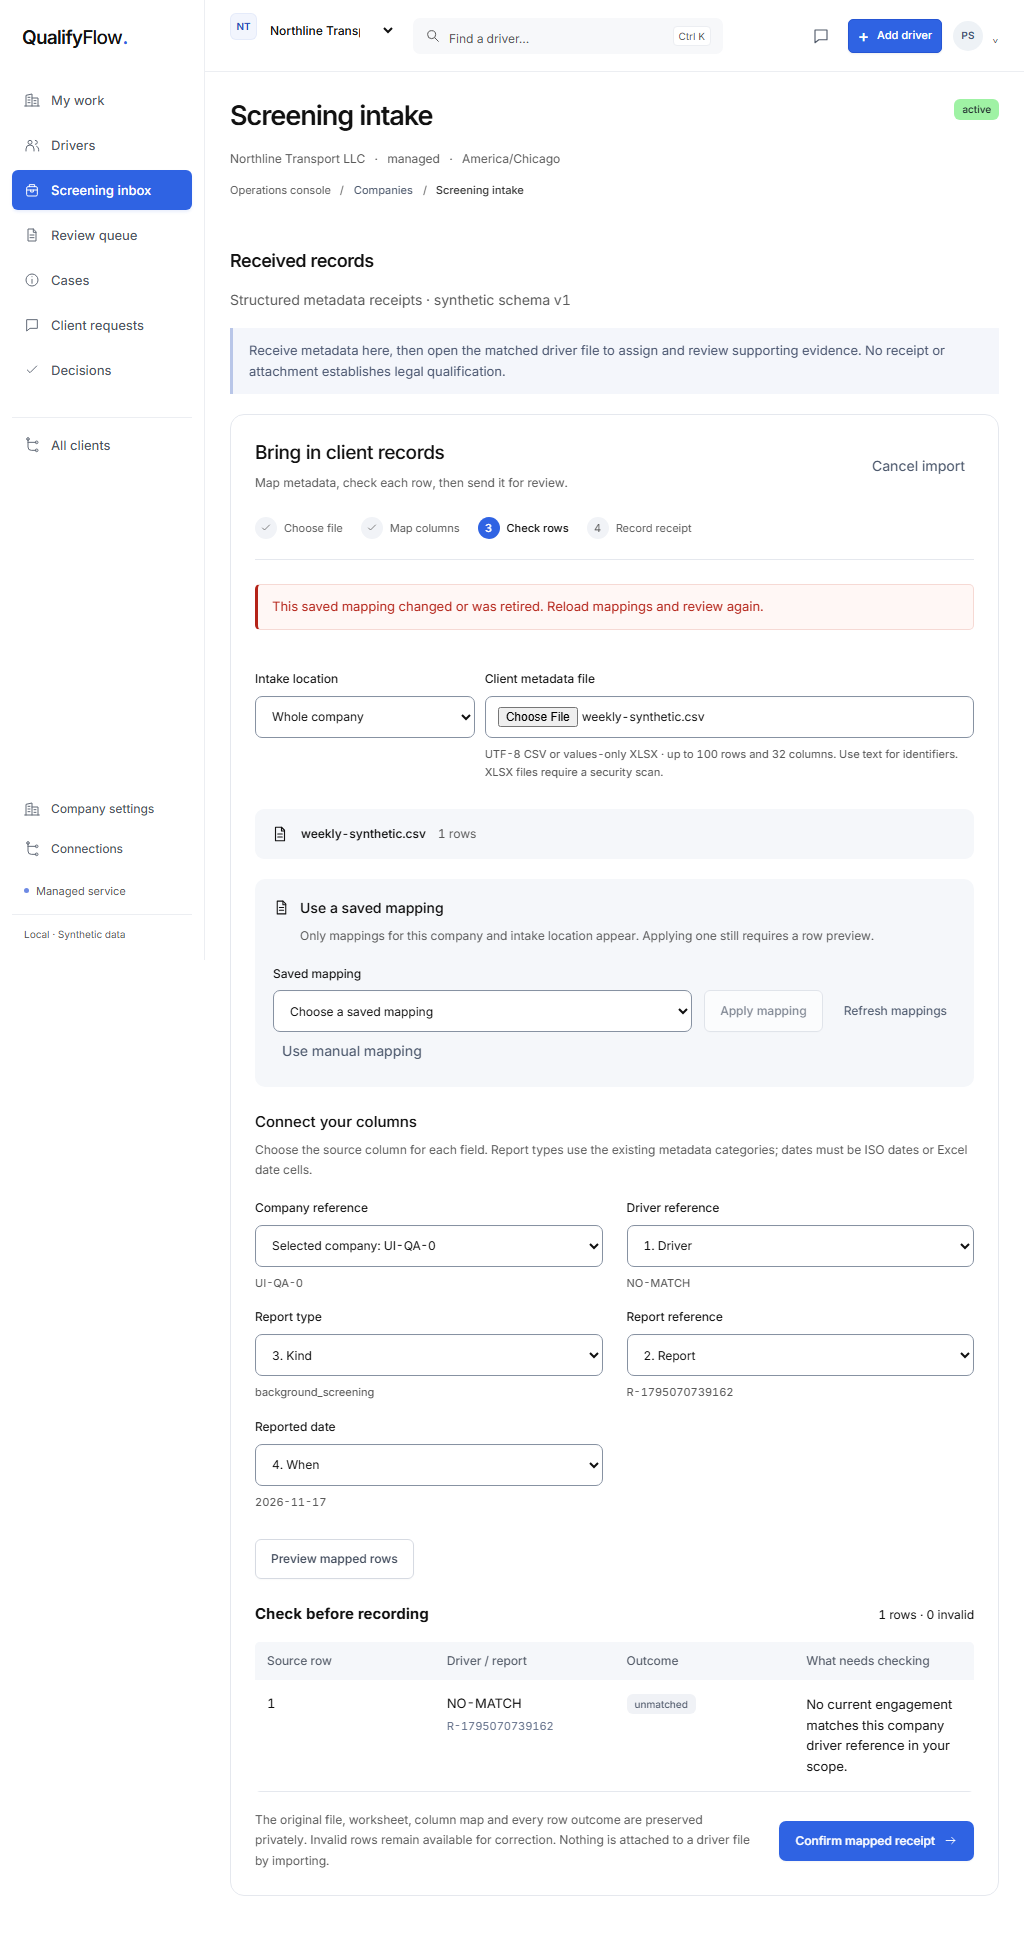 QualifyFlow.
NT
Northline Transp
Find a driver...
Ctrl K
+ Add driver
PS
My work
Drivers
Screening inbox
Review queue
Cases
Client requests
Decisions
All clients
Company settings
Connections
Managed service
Local · Synthetic data
Screening intake
active
Northline Transport LLC · managed · America/Chicago
Operations console / Companies / Screening intake
Received records
Structured metadata receipts · synthetic schema v1
Receive metadata here, then open the matched driver file to assign and review supporting evidence. No receipt or
attachment establishes legal qualification.
Bring in client records
Cancel import
Map metadata, check each row, then send it for review.
Choose file
Map columns
3 Check rows
4 Record receipt
This saved mapping changed or was retired. Reload mappings and review again.
Intake location
Client metadata file
Whole company
Choose File weekly-synthetic.csv
UTF-8 CSV or values-only XLSX · up to 100 rows and 32 columns. Use text for identifiers.
XLSX files require a security scan.
weekly-synthetic.csv 1 rows
Use a saved mapping
Only mappings for this company and intake location appear. Applying one still requires a row preview.
Saved mapping
Choose a saved mapping
Apply mapping
Refresh mappings
Use manual mapping
Connect your columns
Choose the source column for each field. Report types use the existing metadata categories; dates must be ISO dates or Excel
date cells.
Company reference
Driver reference
Selected company: UI-QA-0
1. Driver
UI-QA-0
NO-MATCH
Report type
Report reference
3. Kind
2. Report
background_screening
R-1795070739162
Reported date
4. When
2026-11-17
Preview mapped rows
Check before recording
1 rows · 0 invalid
Source row
Driver / report
Outcome
What needs checking
1
NO-MATCH
R-1795070739162
unmatched
No current engagement
matches this company
driver reference in your
scope.
The original file, worksheet, column map and every row outcome are preserved
privately. Invalid rows remain available for correction. Nothing is attached to a driver file
by importing.
Confirm mapped receipt →